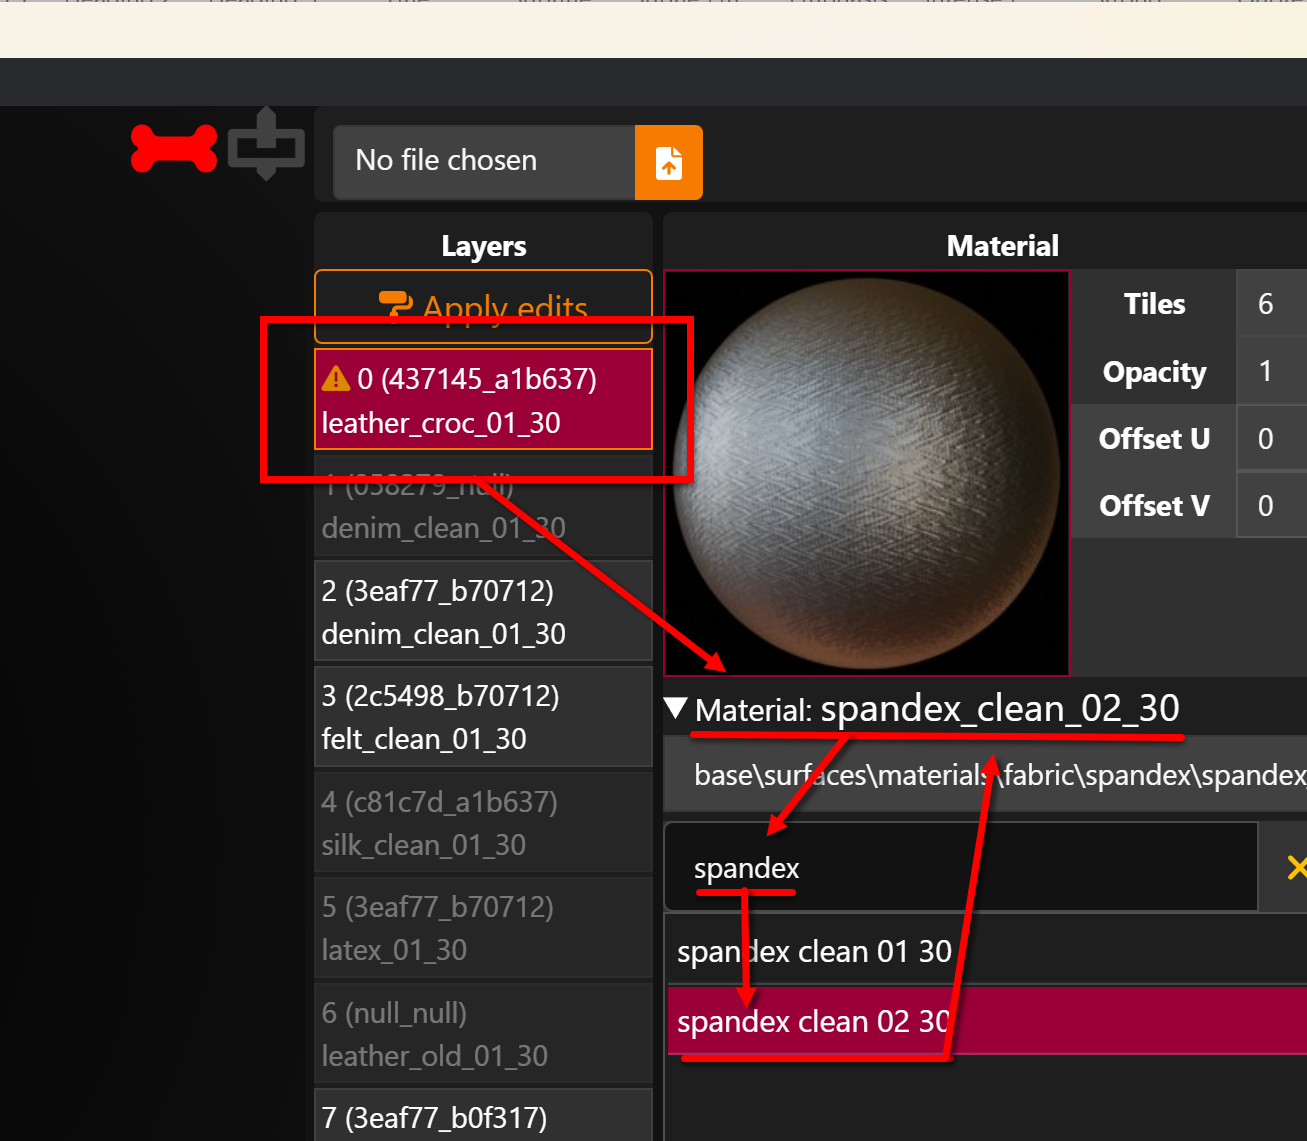 No file chosen
Layers
Material
Apply edits
0 (437145_a1b637)
leather_croc_01_30
1 (058279_null)
denim_clean_01_30
2 (3eaf77_b70712)
denim_clean_01_30
3 (2c5498_b70712)
felt_clean_01_30
4 (c81c7d_a1b637)
silk_clean_01_30
5 (3eaf77_b70712)
latex_01_30
6 (null_null)
leather_old_01_30
7 (3eaf77_b0f317)
Tiles 6
Opacity 1
Offset U 0
Offset V 0
Material: spandex_clean_02_30
base\surfaces\materials\fabric\spandex\spandex
spandex
spandex clean 01 30
spandex clean 02 30